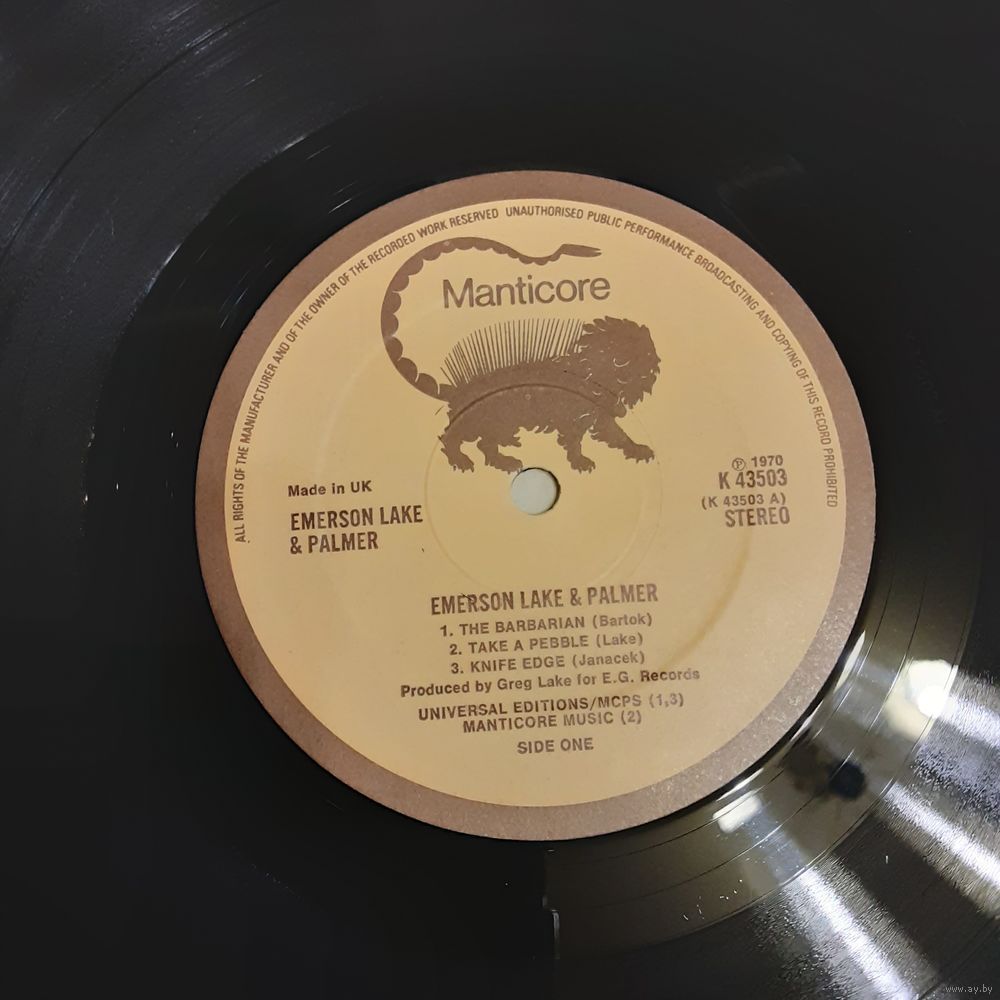 ALL RIGHTS OF THE MANUFACTURER AND OF THE OWNER OF THE RECORDED WORK RESERVED UNAUTHORISED PUBLIC PERFORMANCE BROADCASTING AND COPYING OF THIS RECORD PROHIBITED
Manticore
Made in UK
EMERSON LAKE
& PALMER
℗ 1970
K 43503
(K 43503 A)
STEREO
EMERSON LAKE & PALMER
1. THE BARBARIAN (Bartok)
2. TAKE A PEBBLE (Lake)
3. KNIFE EDGE (Janacek)
Produced by Greg Lake for E.G. Records
UNIVERSAL EDITIONS/MCPS (1,3)
MANTICORE MUSIC (2)
SIDE ONE
www.ay.by